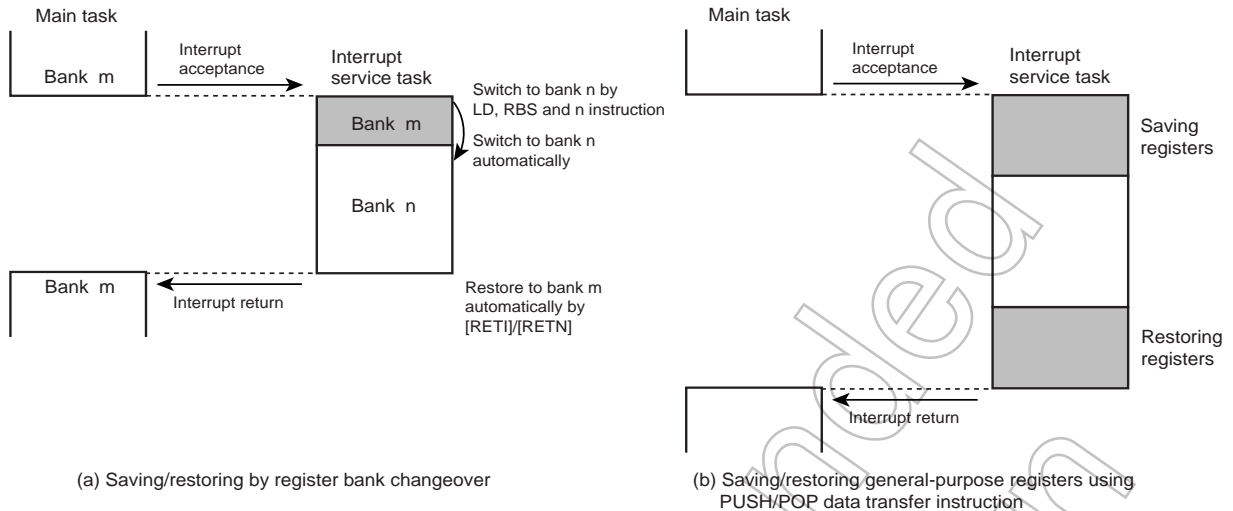 Main task
Bank m
Interrupt
acceptance
Interrupt
service task
Switch to bank n by
LD, RBS and n instruction
Bank m
Switch to bank n
automatically
Bank n
Bank m
Interrupt return
Restore to bank m
automatically by
[RETI]/[RETN]
(a) Saving/restoring by register bank changeover
Main task
Interrupt
acceptance
Interrupt
service task
Saving
registers
Restoring
registers
Interrupt return
(b) Saving/restoring general-purpose registers using
PUSH/POP data transfer instruction